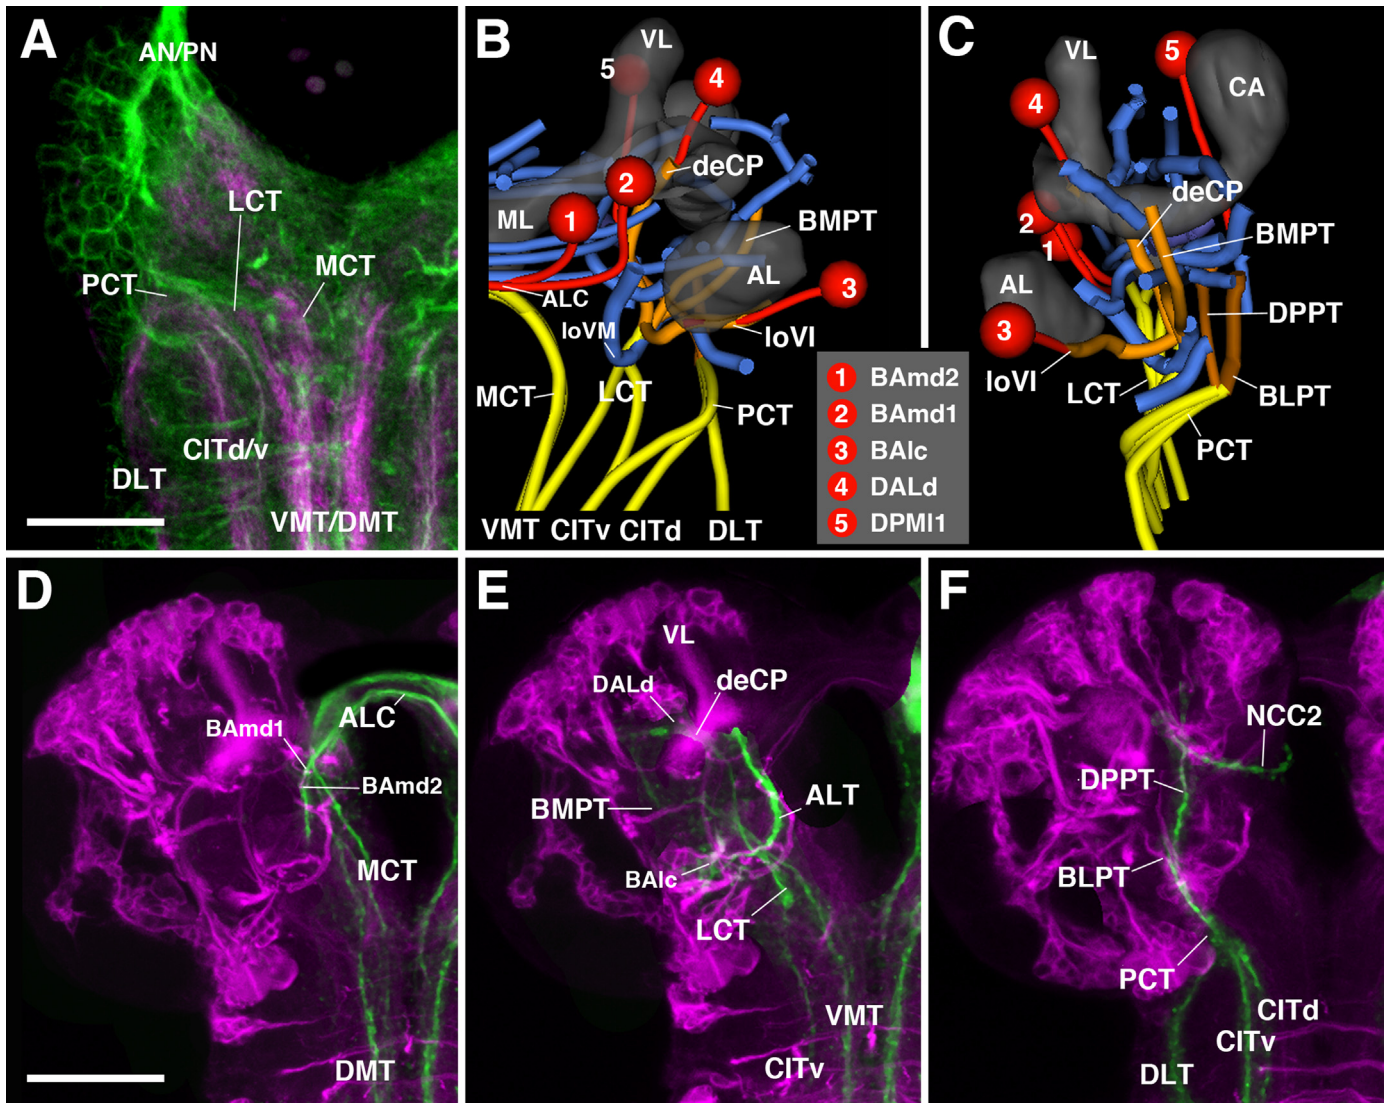 A
AN/PN
LCT
MCT
PCT
CITd/v
DLT
VMT/DMT
B
VL
5
4
deCP
2
1
ML
BMPT
AL
3
ALC
loVM
loVI
MCT
LCT
PCT
VMT CITv CITd DLT
1 BAmd2
2 BAmd1
3 BAlc
4 DALd
5 DPMl1
C
VL
5
CA
4
deCP
2
1
BMPT
AL
DPPT
3
loVI
LCT
BLPT
PCT
D
ALC
BAmd1
BAmd2
MCT
DMT
E
VL
DALd
deCP
ALT
BMPT
BAlc
LCT
VMT
CITv
F
NCC2
DPPT
BLPT
PCT
CITd
CITv
DLT